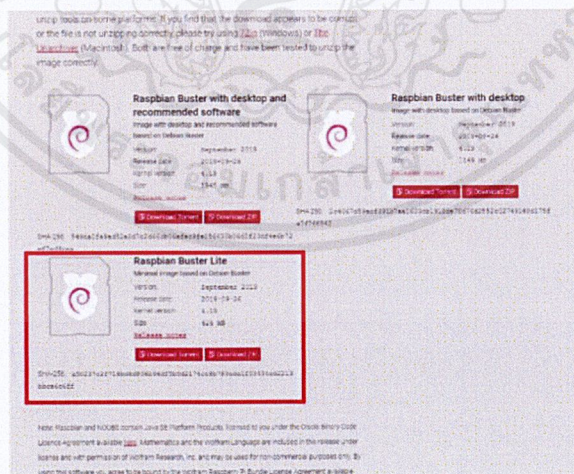 unzip tools on some platforms. If you find that the download appears to be corrupt
or the file is not unzipping correctly, please try using 7Zip (Windows) or The
Unarchiver (Macintosh). Both are free of charge and have been tested to unzip the
image correctly.
Raspbian Buster with desktop and
recommended software
Image with desktop and recommended software
based on Debian Buster
Version: September 2019
Release date: 2019-09-26
Kernel version: 4.19
Size:
Release notes
Download Torrent Download ZIP
SHA-256:
Raspbian Buster with desktop
Image with desktop based on Debian Buster
Version: September 2019
Release date: 2019-09-26
Kernel version: 4.19
Size:
Release notes
Download Torrent Download ZIP
SHA-256:
Raspbian Buster Lite
Minimal image based on Debian Buster
Version: September 2019
Release date: 2019-09-26
Kernel version: 4.19
Size:
Release notes
Download Torrent Download ZIP
SHA-256:
Note: Raspbian and NOOBS contain Java SE Platform Products, licensed to you under the Oracle Binary Code
Licence Agreement available here. Mathematica and the Wolfram Language are included in this release under
license and with permission of Wolfram Research, Inc. and may be used for non-commercial purposes only. By
using this software you agree to be bound by the Wolfram Raspberry Pi Bundle License Agreement available